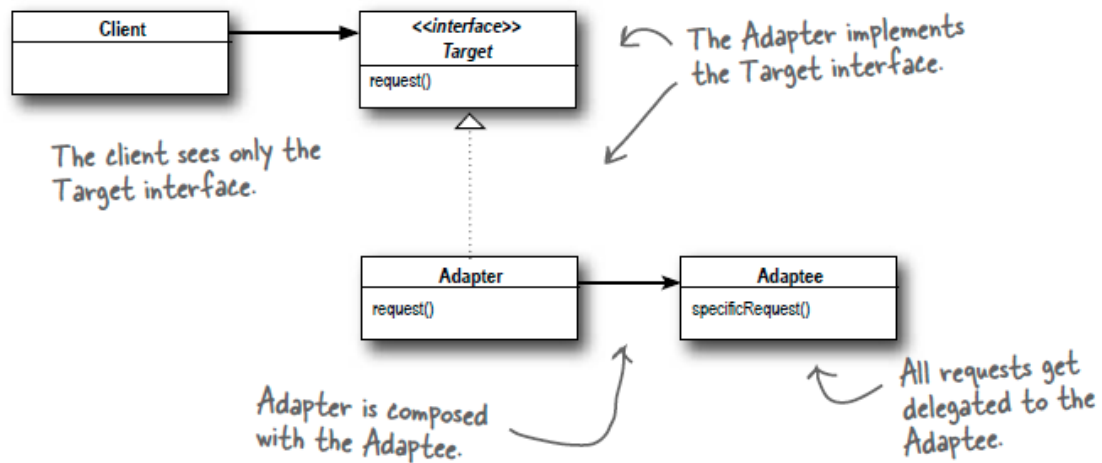 Client
<<interface>>
Target
request()
The Adapter implements
the Target interface.
The client sees only the
Target interface.
Adapter
request()
Adaptee
specificRequest()
Adapter is composed
with the Adaptee.
All requests get
delegated to the
Adaptee.